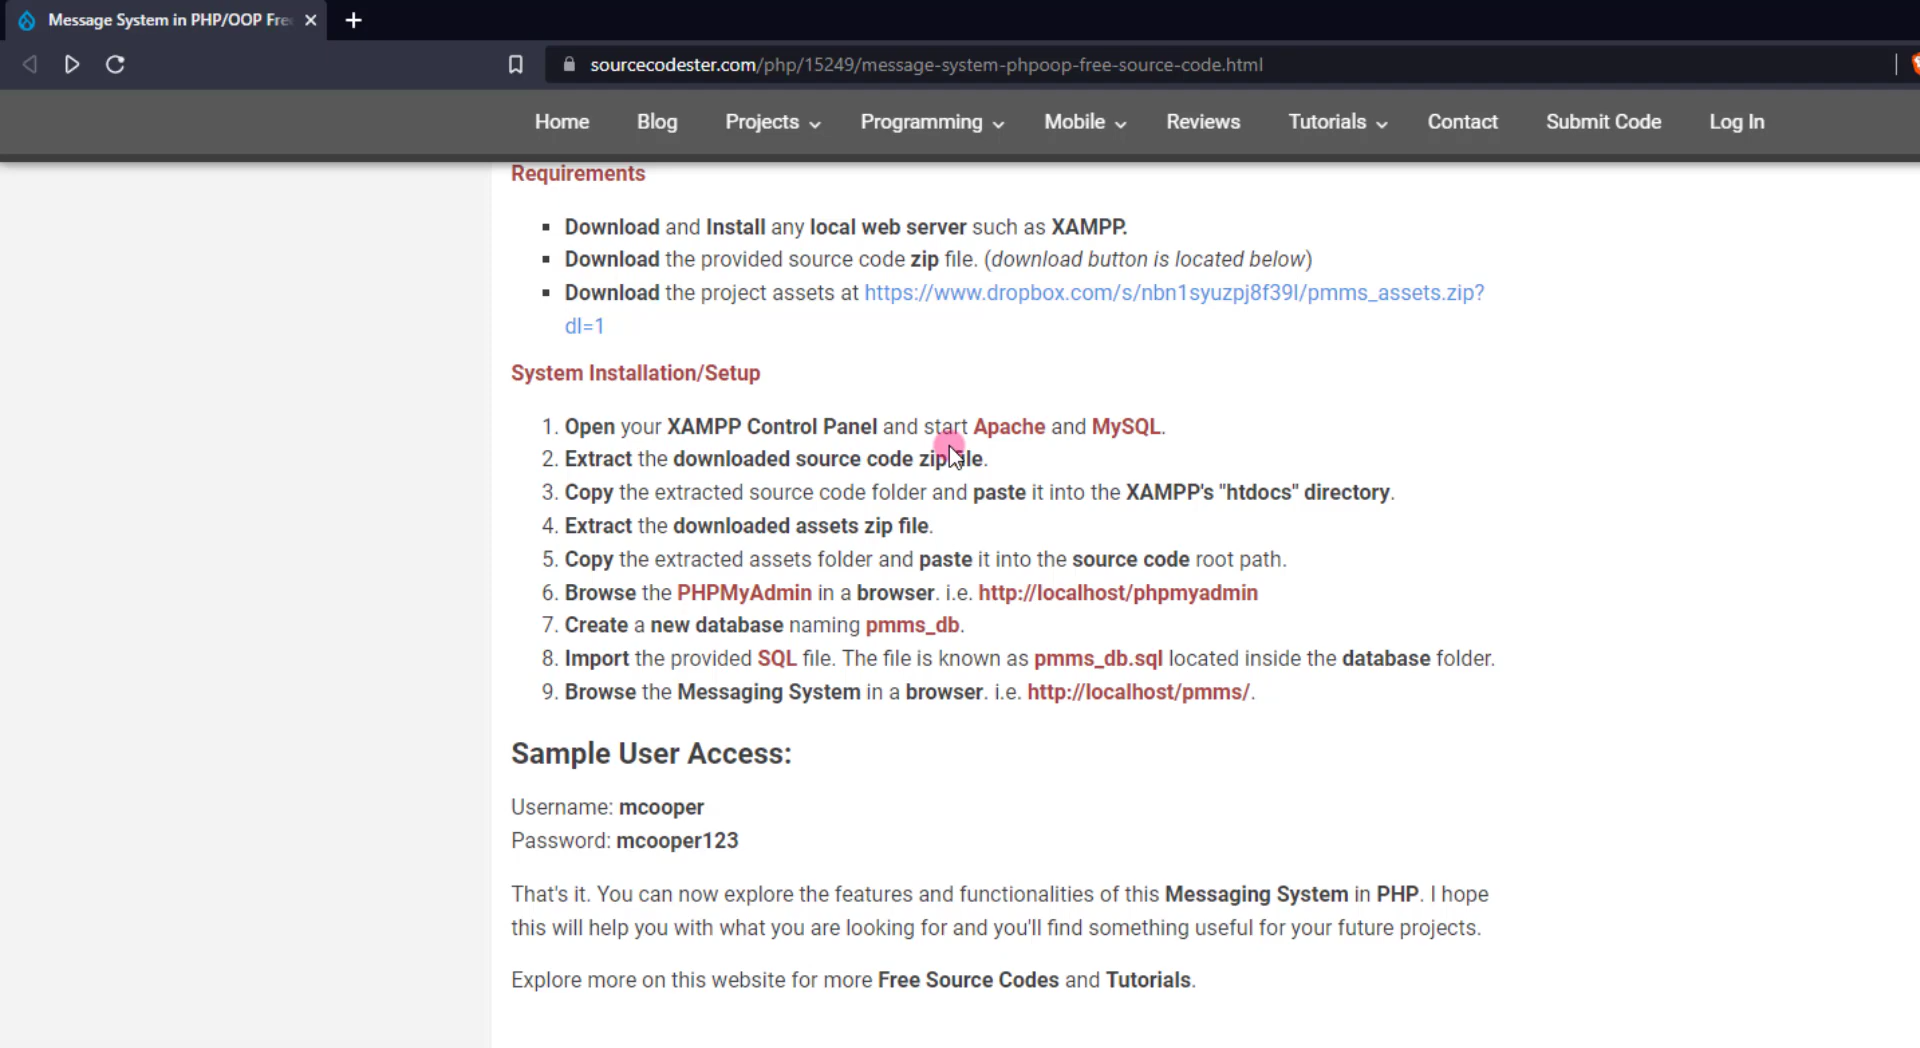 Message System in PHP/OOP Fre
sourcecodester.com/php/15249/message-system-phpoop-free-source-code.html
Home Blog Projects Programming Mobile Reviews Tutorials Contact Submit Code Log In
Requirements
▪ Download and Install any local web server such as XAMPP.
▪ Download the provided source code zip file. (download button is located below)
▪ Download the project assets at https://www.dropbox.com/s/nbn1syuzpj8f39l/pmms_assets.zip?
dl=1
System Installation/Setup
1. Open your XAMPP Control Panel and start Apache and MySQL.
2. Extract the downloaded source code zip file.
3. Copy the extracted source code folder and paste it into the XAMPP's "htdocs" directory.
4. Extract the downloaded assets zip file.
5. Copy the extracted assets folder and paste it into the source code root path.
6. Browse the PHPMyAdmin in a browser. i.e. http://localhost/phpmyadmin
7. Create a new database naming pmms_db.
8. Import the provided SQL file. The file is known as pmms_db.sql located inside the database folder.
9. Browse the Messaging System in a browser. i.e. http://localhost/pmms/.
Sample User Access:
Username: mcooper
Password: mcooper123
That's it. You can now explore the features and functionalities of this Messaging System in PHP. I hope
this will help you with what you are looking for and you'll find something useful for your future projects.
Explore more on this website for more Free Source Codes and Tutorials.